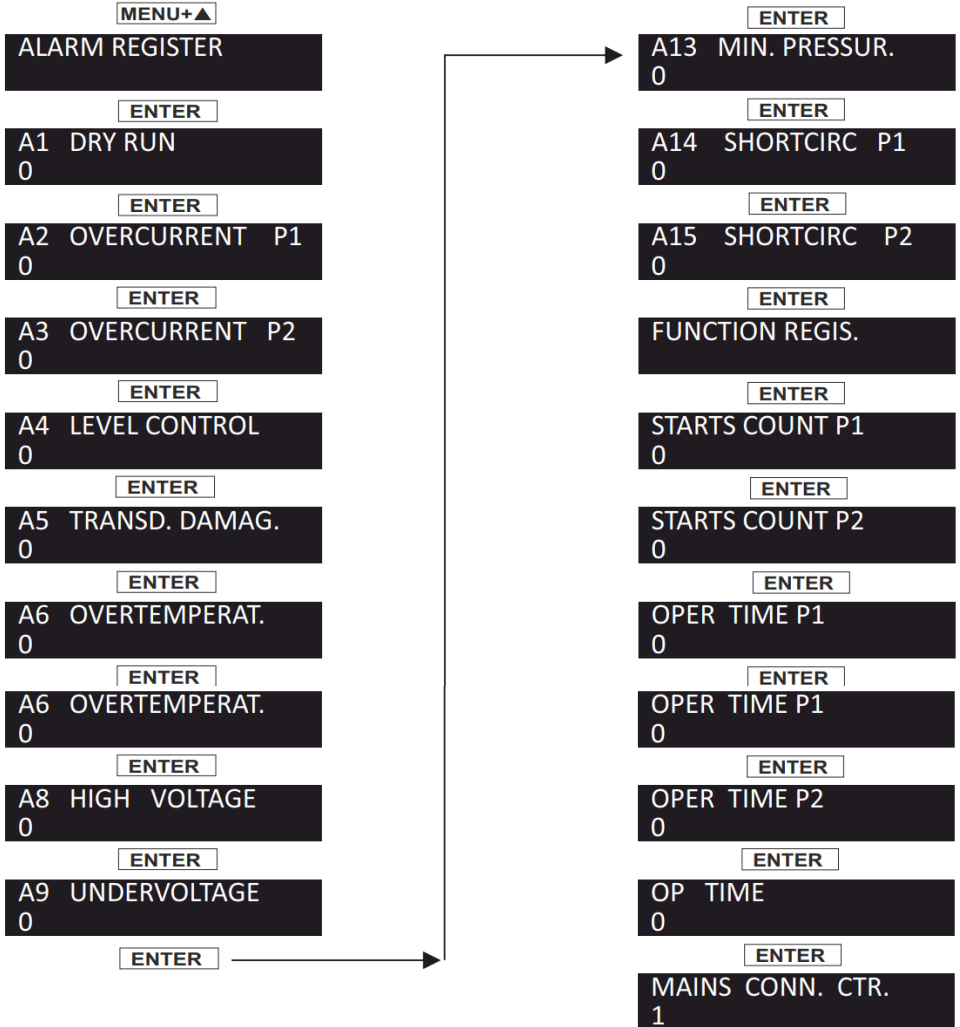 MENU+▲
ALARM REGISTER
ENTER
A1 DRY RUN
0
ENTER
A2 OVERCURRENT P1
0
ENTER
A3 OVERCURRENT P2
0
ENTER
A4 LEVEL CONTROL
0
ENTER
A5 TRANSD. DAMAG.
0
ENTER
A6 OVERTEMPERAT.
0
ENTER
A6 OVERTEMPERAT.
0
ENTER
A8 HIGH VOLTAGE
0
ENTER
A9 UNDERVOLTAGE
0
ENTER
ENTER
A13 MIN. PRESSUR.
0
ENTER
A14 SHORTCIRC P1
0
ENTER
A15 SHORTCIRC P2
0
ENTER
FUNCTION REGIS.
ENTER
STARTS COUNT P1
0
ENTER
STARTS COUNT P2
0
ENTER
OPER TIME P1
0
ENTER
OPER TIME P1
0
ENTER
OPER TIME P2
0
ENTER
OP TIME
0
ENTER
MAINS CONN. CTR.
1